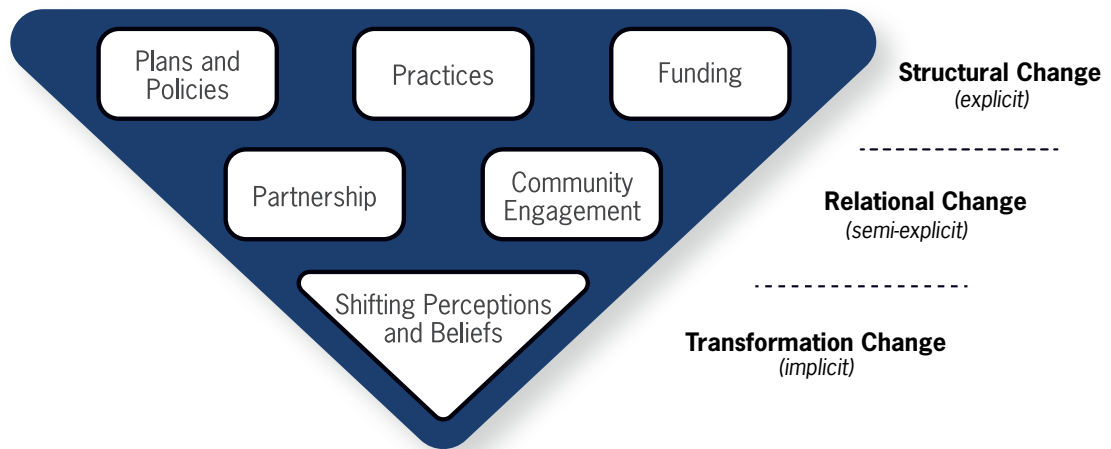 Plans and
Policies
Practices
Funding
Structural Change
(explicit)
Partnership
Community
Engagement
Relational Change
(semi-explicit)
Shifting Perceptions
and Beliefs
Transformation Change
(implicit)